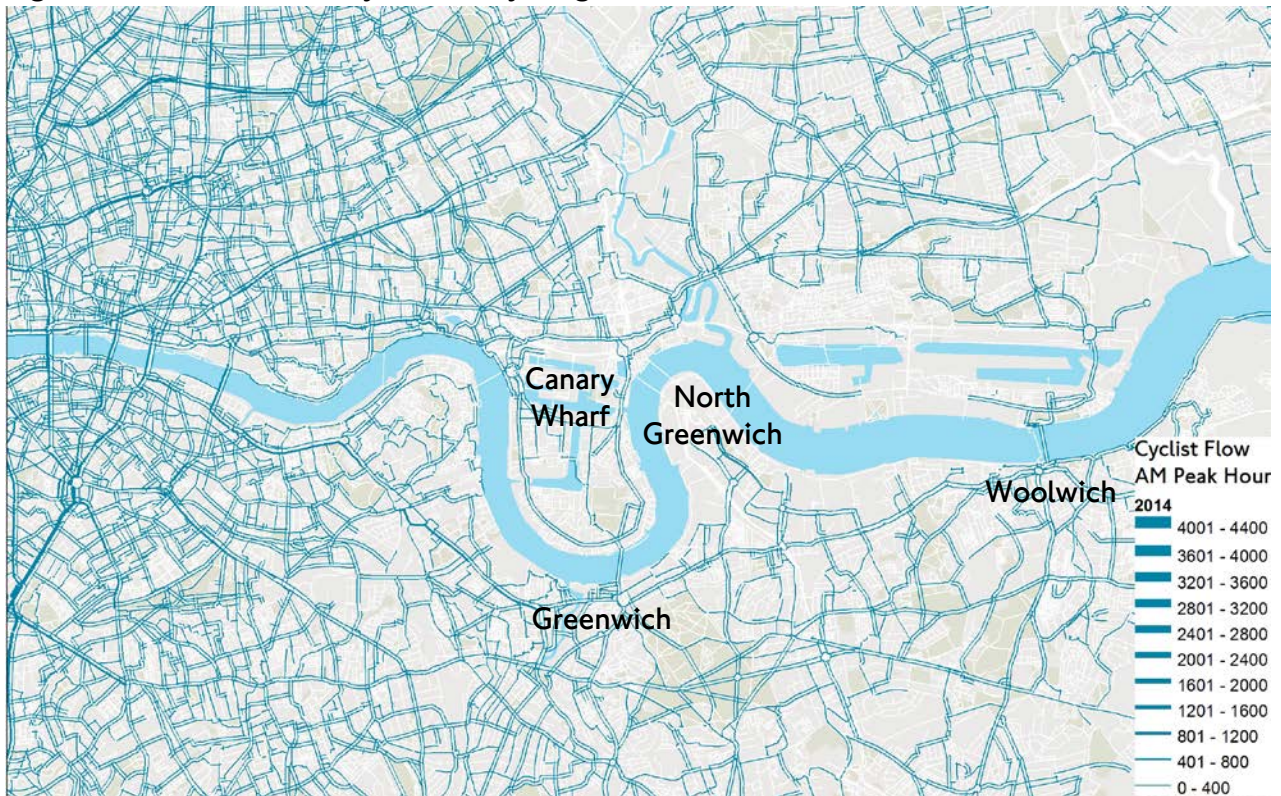 Canary
Wharf
North
Greenwich
Woolwich
Greenwich
Cyclist Flow
AM Peak Hour
2014
4001 - 4400
3601 - 4000
3201 - 3600
2801 - 3200
2401 - 2800
2001 - 2400
1601 - 2000
1201 - 1600
801 - 1200
401 - 800
0 - 400